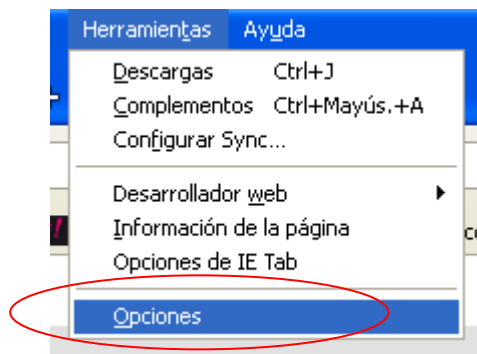 Herramientas Ayuda
Descargas Ctrl+J
Complementos Ctrl+Mayús.+A
Configurar Sync...
Desarrollador web
Información de la página
Opciones de IE Tab
Opciones